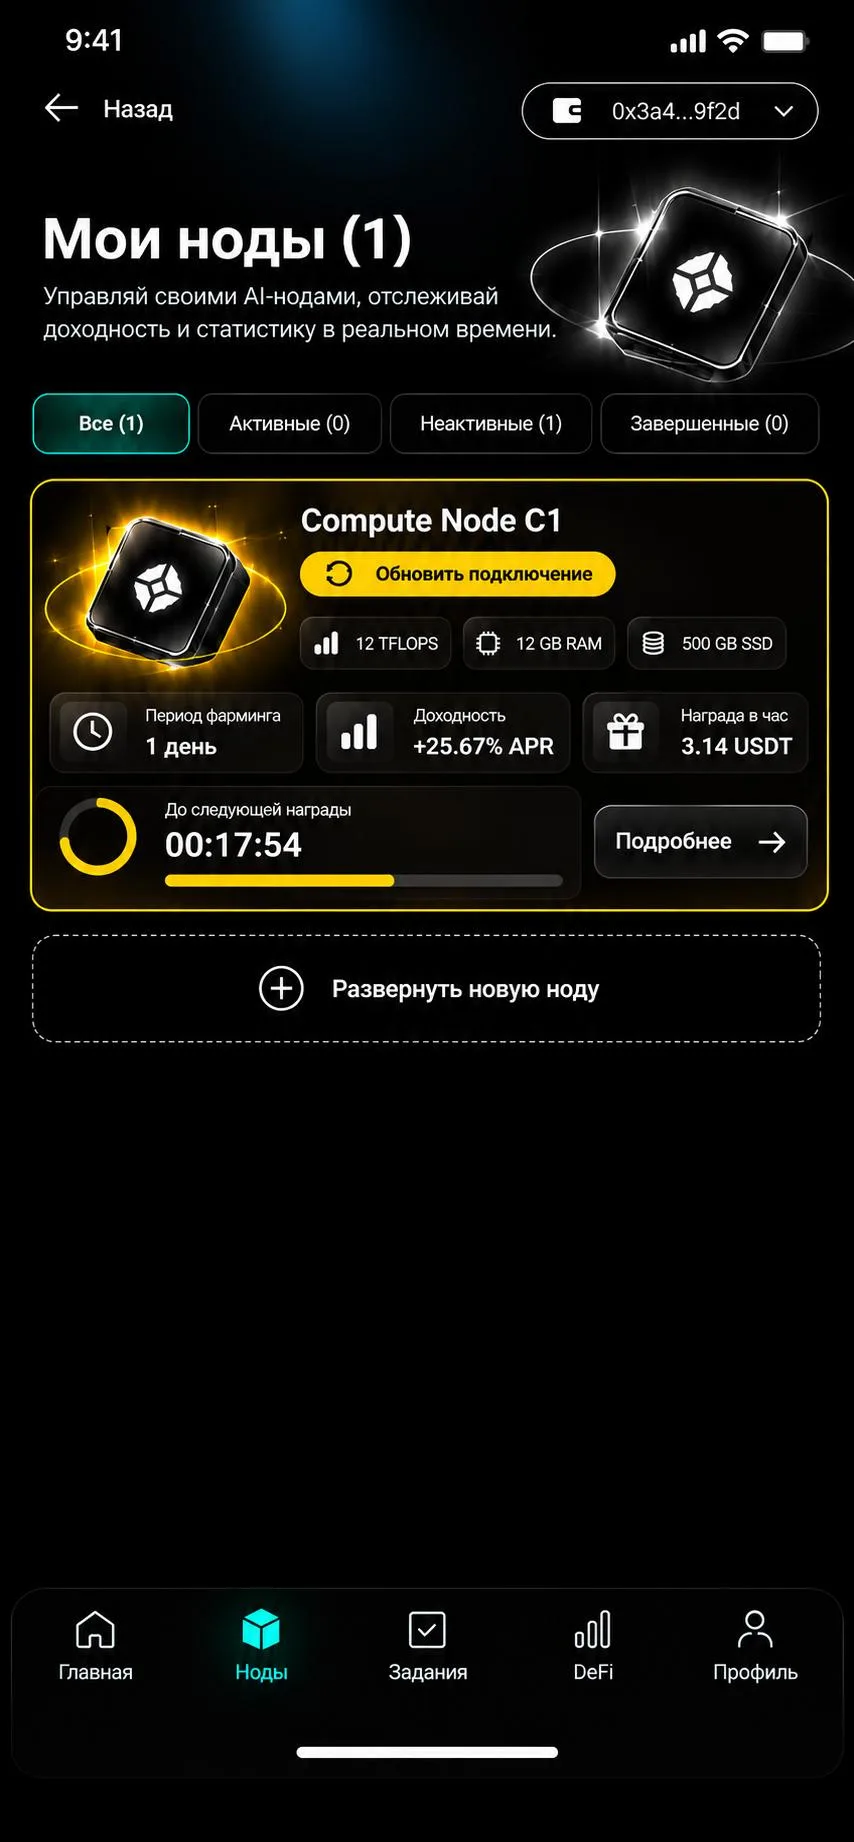 9:41
Назад
0x3a4...9f2d
Мои ноды (1)
Управляй своими AI-нодами, отслеживай
доходность и статистику в реальном времени.
Все (1)
Активные (0)
Неактивные (1)
Завершенные (0)
Compute Node C1
Обновить подключение
12 TFLOPS
12 GB RAM
500 GB SSD
Период фарминга
1 день
Доходность
+25.67% APR
Награда в час
3.14 USDT
До следующей награды
00:17:54
Подробнее
Развернуть новую ноду
Главная
Ноды
Задания
DeFi
Профиль